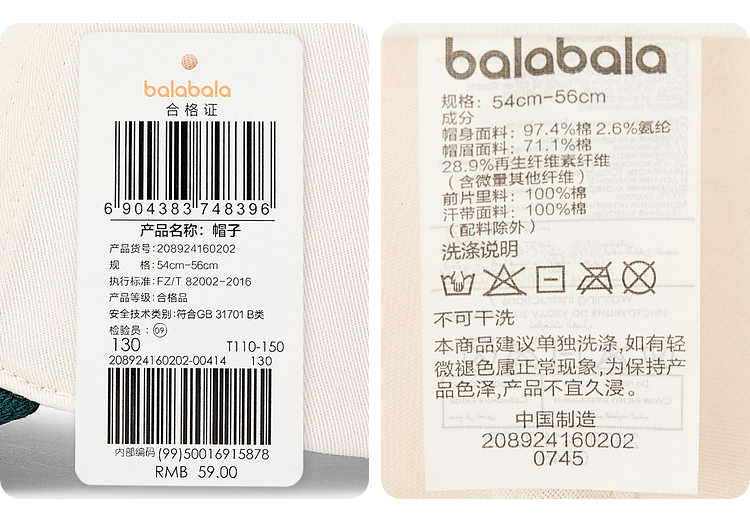 balabala
合格证
6 904383 748396
产品名称: 帽子
产品货号: 208924160202
规 格: 54cm-56cm
执行标准: FZ/T 82002-2016
产品等级: 合格品
安全技术类别: 符合GB 31701 B类
检验员: 09
130 T110-150
208924160202-00414 130
内部编码 (99)50016915878
RMB 59.00
balabala
规格: 54cm-56cm
成分
帽身面料: 97.4%棉 2.6%氨纶
帽眉面料: 71.1%棉
28.9%再生纤维素纤维
(含微量其他纤维)
前片里料: 100%棉
汗带面料: 100%棉
(配料除外)
洗涤说明
不可干洗
本商品建议单独洗涤,如有轻
微褪色属正常现象,为保持产
品色泽,产品不宜久浸。
中国制造
208924160202
0745